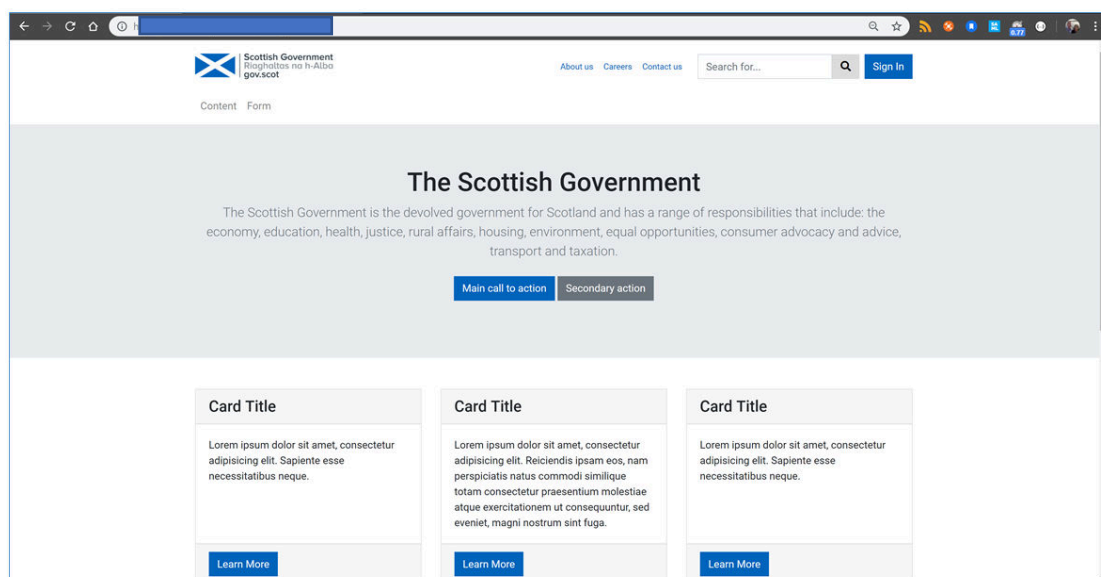 h
Scottish Government
Riaghaltas na h-Alba
gov.scot
About us Careers Contact us Search for... Sign In
Content Form
The Scottish Government
The Scottish Government is the devolved government for Scotland and has a range of responsibilities that include: the
economy, education, health, justice, rural affairs, housing, environment, equal opportunities, consumer advocacy and advice,
transport and taxation.
Main call to action Secondary action
Card Title
Lorem ipsum dolor sit amet, consectetur
adipisicing elit. Sapiente esse
necessitatibus neque.
Learn More
Card Title
Lorem ipsum dolor sit amet, consectetur
adipisicing elit. Reiciendis ipsam eos, nam
perspiciatis natus commodi similique
totam consectetur praesentium molestiae
atque exercitationem ut consequuntur, sed
eveniet, magni nostrum sint fuga.
Learn More
Card Title
Lorem ipsum dolor sit amet, consectetur
adipisicing elit. Sapiente esse
necessitatibus neque.
Learn More